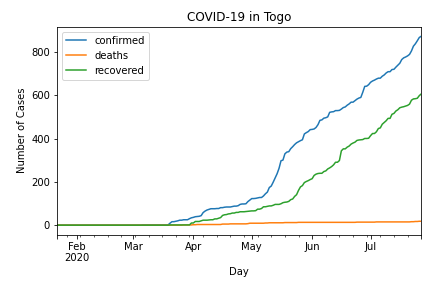 COVID-19 in Togo
confirmed
deaths
recovered
Number of Cases
800
600
400
200
0
Feb Mar Apr May Jun Jul
2020
Day